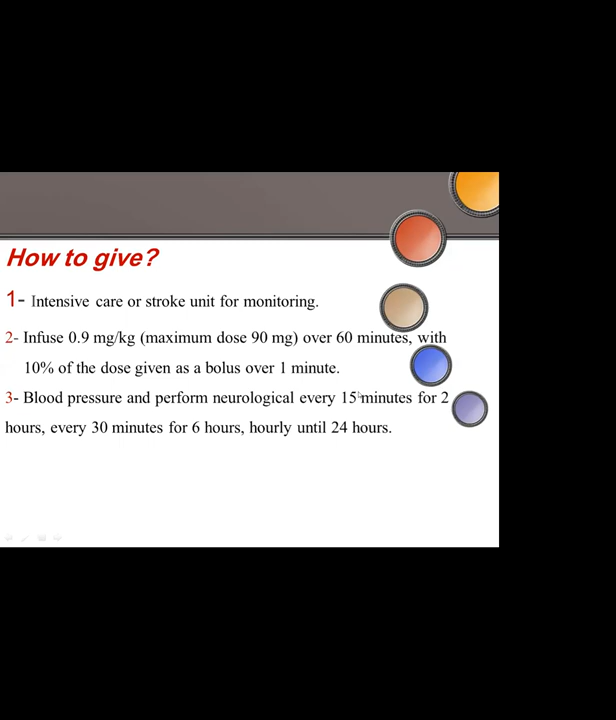 How to give?
1- Intensive care or stroke unit for monitoring.
2- Infuse 0.9 mg/kg (maximum dose 90 mg) over 60 minutes, with
10% of the dose given as a bolus over 1 minute.
3- Blood pressure and perform neurological every 15 minutes for 2
hours, every 30 minutes for 6 hours, hourly until 24 hours.